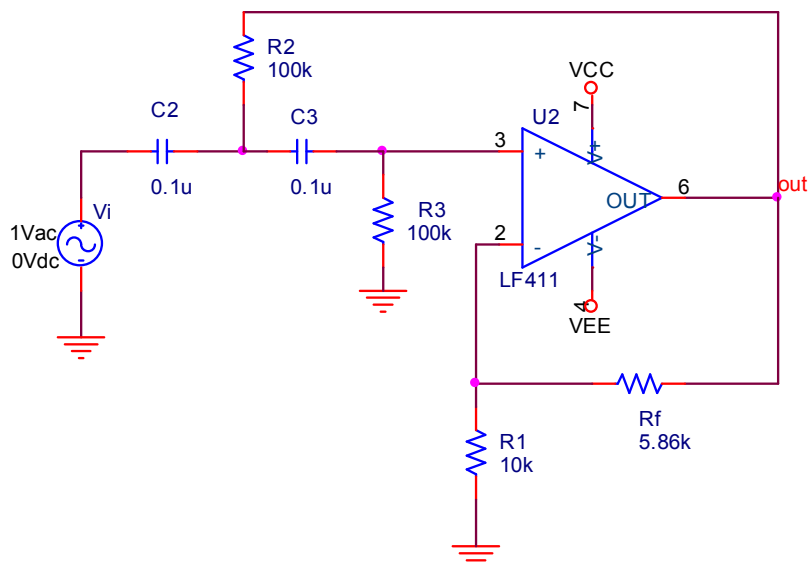 R2
100k
VCC
7
C2
C3
U2
3
+
V+
0.1u
0.1u
OUT
6
out
Vi
1Vac
0Vdc
+
-
R3
100k
2
-
V-
LF411
4
VEE
Rf
5.86k
R1
10k